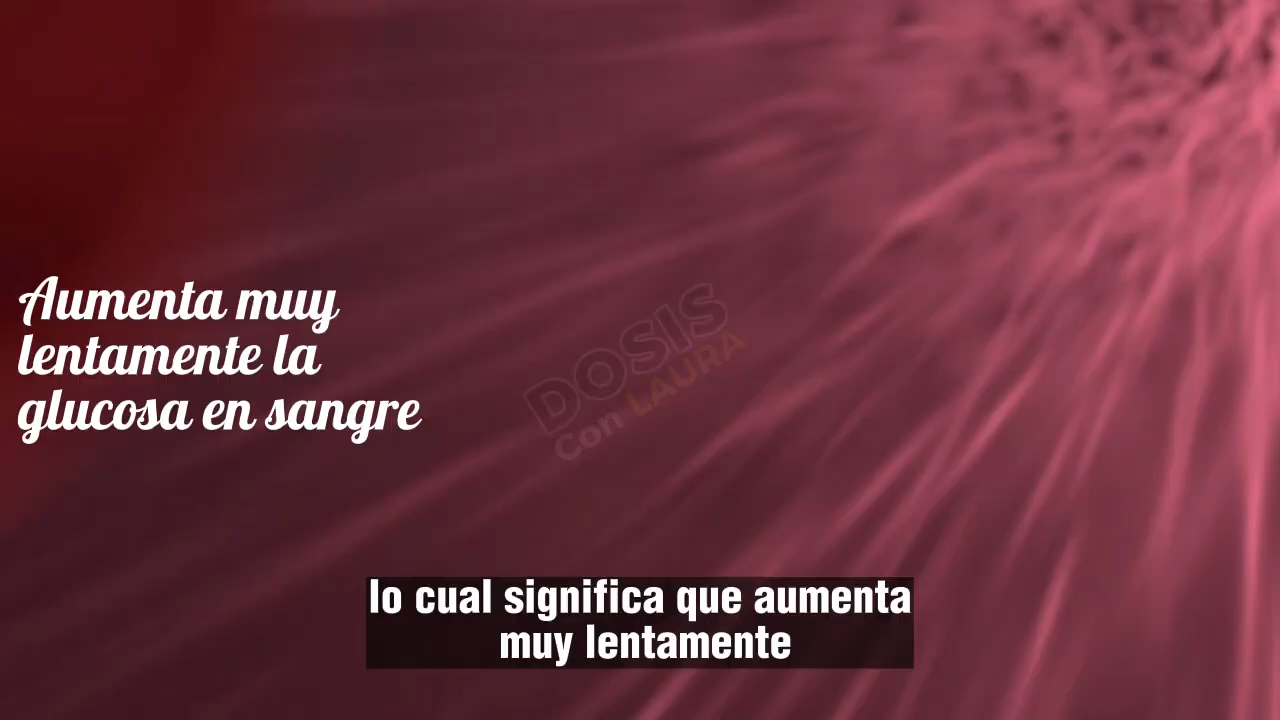 Aumenta muy
lentamente la
glucosa en sangre
DOSIS
Con LAURA
lo cual significa que aumenta
muy lentamente